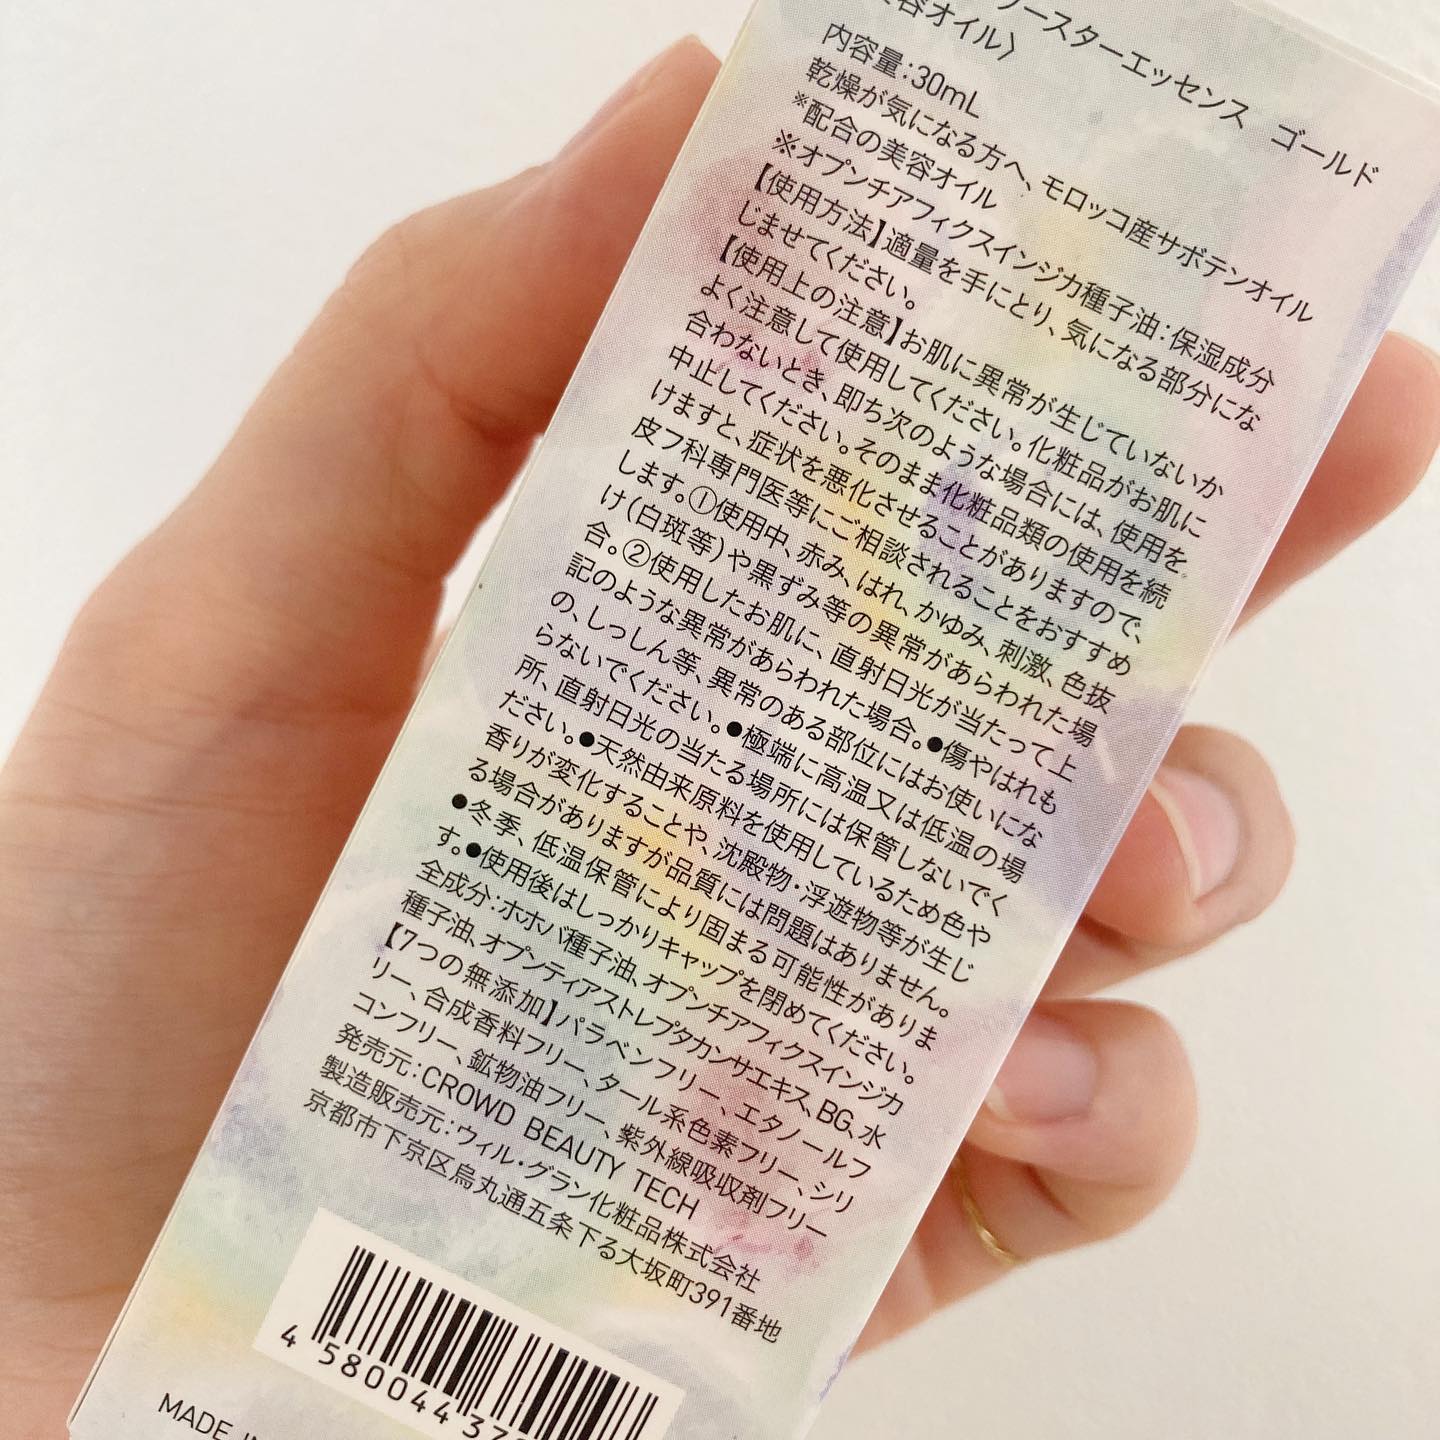 ブースターエッセンス ゴールド
容オイル〉
内容量：30mL
乾燥が気になる方へ、モロッコ産サボテンオイル
※配合の美容オイル
※オプンチアフィクスインジカ種子油：保湿成分
【使用方法】適量を手にとり、気になる部分にな
じませてください。
【使用上の注意】お肌に異常が生じていないか
よく注意して使用してください。化粧品がお肌に
合わないとき、即ち次のような場合には、使用を
中止してください。そのまま化粧品類の使用を続
けますと、症状を悪化させることがありますので、
皮フ科専門医等にご相談されることをおすすめ
します。①使用中、赤み、はれ、かゆみ、刺激、色抜
け（白斑等）や黒ずみ等の異常があらわれた場
合。②使用したお肌に、直射日光が当たって上
記のような異常があらわれた場合。●傷やはれも
の、しっしん等、異常のある部位にはお使いにな
らないでください。●極端に高温又は低温の場
所、直射日光の当たる場所には保管しないでく
ださい。●天然由来原料を使用しているため色や
香りが変化することや、沈殿物・浮遊物等が生じ
る場合がありますが品質には問題はありません。
●冬季、低温保管により固まる可能性がありま
す。●使用後はしっかりキャップを閉めてください。
全成分：ホホバ種子油、オプンチアフィクスインジカ
種子油、オプンティアストレプタカンサエキス、BG、水
【7つの無添加】パラベンフリー、エタノールフ
リー、合成香料フリー、タール系色素フリー、シリ
コンフリー、鉱物油フリー、紫外線吸収剤フリー
発売元：CROWD BEAUTY TECH
製造販売元：ウィル・グラン化粧品株式会社
京都市下京区烏丸通五条下る大坂町391番地
4 5800443
MADE